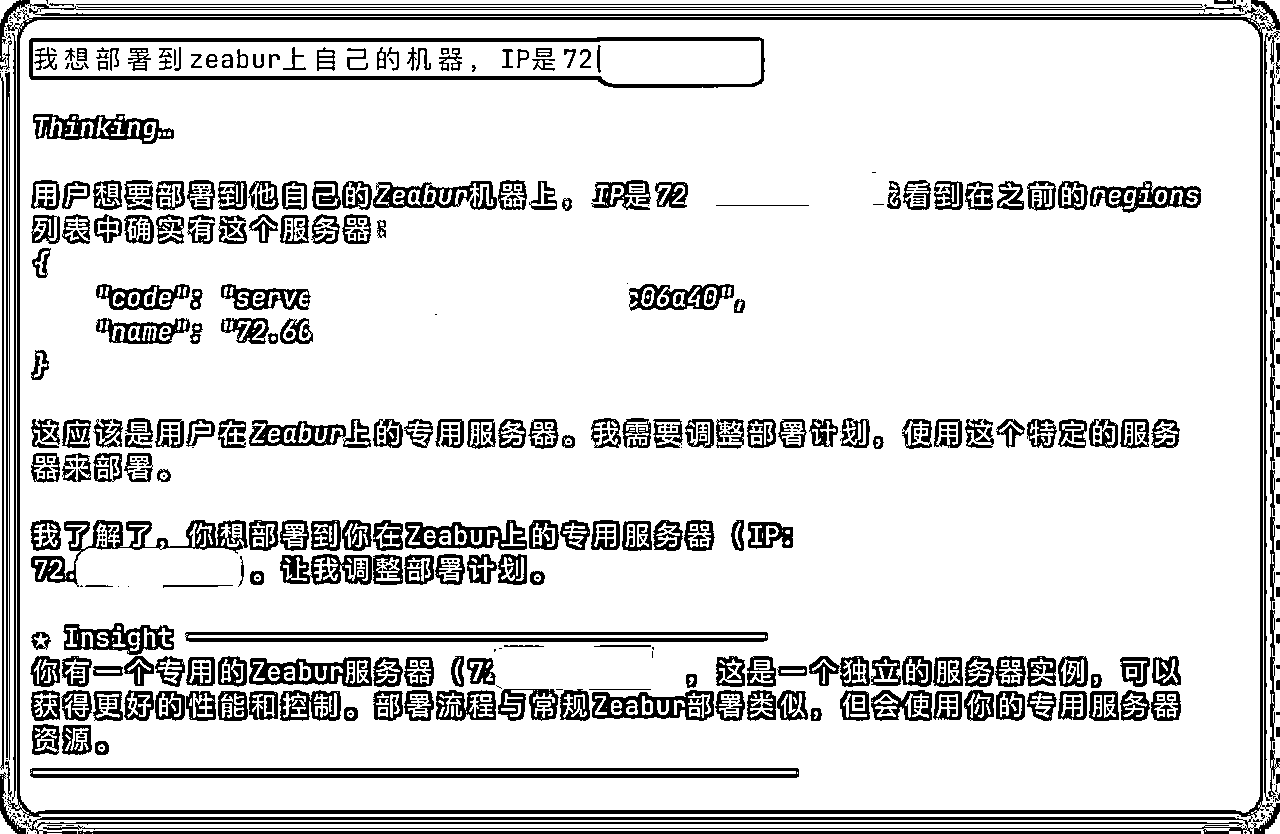 我想部署到zeabur上自己的机器，IP是72
Thinking…
用户想要部署到他自己的Zeabur机器上。IP是72 看到在之前的regions
列表中确实有这个服务器
{
"code": "serve 06a40",
"name": "72.60
}
这应该是用户在Zeabur上的专用服务器。我需要调整部署计划，使用这个特定的服务
器来部署。
我了解了，你想部署到你在Zeabur上的专用服务器（IP:
72. 。让我调整部署计划。
★ Insight
你有一个专用的Zeabur服务器（72 ，这是一个独立的服务器实例，可以
获得更好的性能和控制。部署流程与常规Zeabur部署类似，但会使用你的专用服务器
资源。